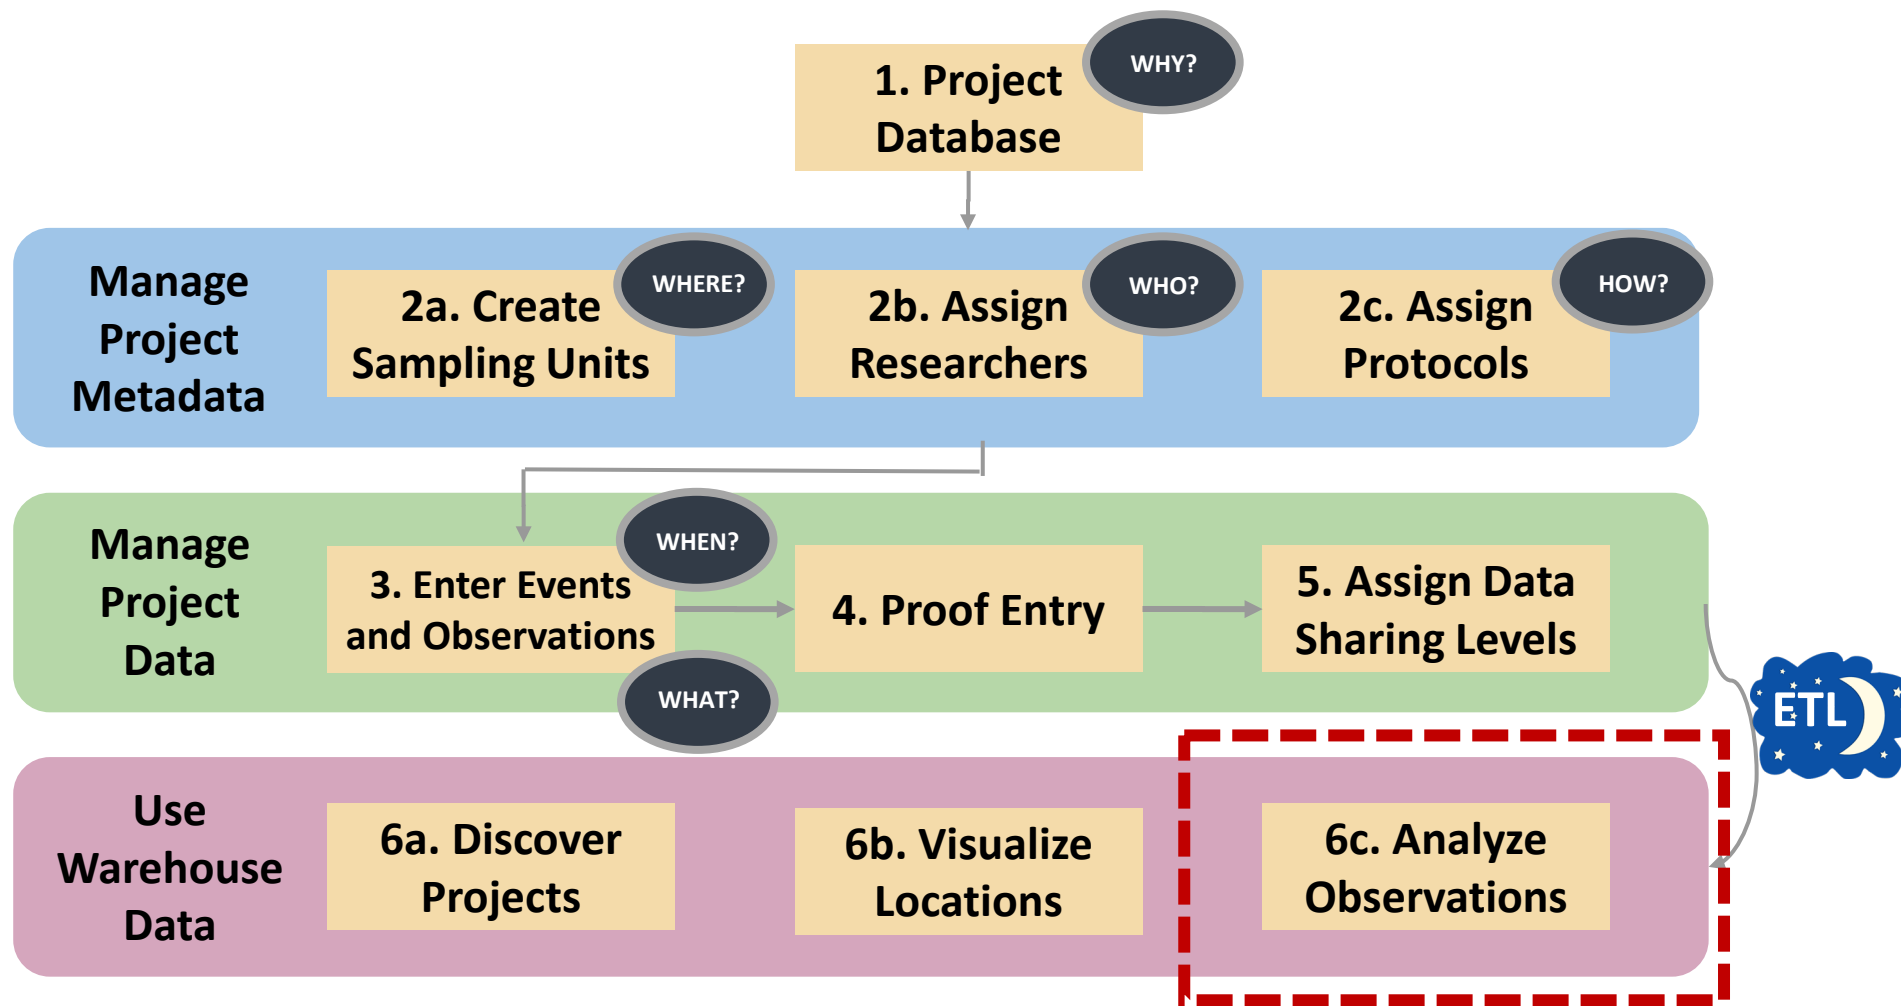 1. Project
Database
WHY?
Manage
Project
Metadata
2a. Create
Sampling Units
WHERE?
2b. Assign
Researchers
WHO?
2c. Assign
Protocols
HOW?
Manage
Project
Data
3. Enter Events
and Observations
WHEN?
WHAT?
4. Proof Entry
5. Assign Data
Sharing Levels
ETL
Use
Warehouse
Data
6a. Discover
Projects
6b. Visualize
Locations
6c. Analyze
Observations